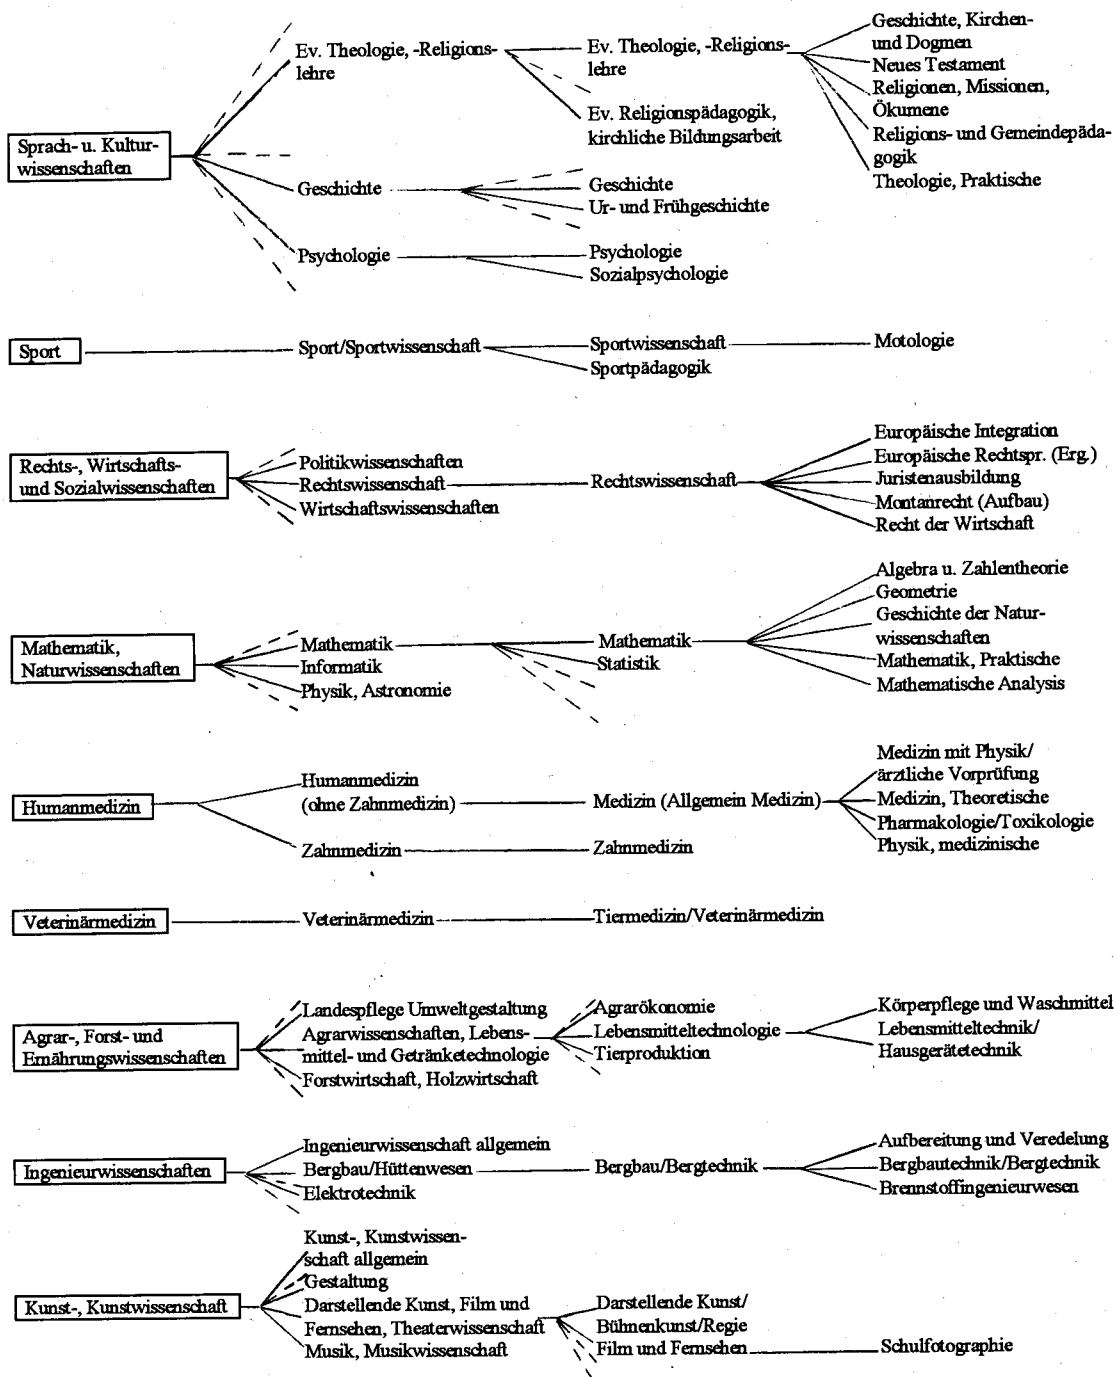 Sprach- u. Kultur-
wissenschaften
Ev. Theologie, -Religions-
lehre
Geschichte
Psychologie
Ev. Theologie, -Religions-
lehre
Ev. Religionspädagogik,
kirchliche Bildungsarbeit
Geschichte
Ur- und Frühgeschichte
Psychologie
Sozialpsychologie
Geschichte, Kirchen-
und Dogmen
Neues Testament
Religionen, Missionen,
Ökumene
Religions- und Gemeindepäda-
gogik
Theologie, Praktische
Sport
Sport/Sportwissenschaft
Sportwissenschaft
Sportpädagogik
Motologie
Rechts-, Wirtschafts-
und Sozialwissenschaften
Politikwissenschaften
Rechtswissenschaft
Wirtschaftswissenschaften
Rechtswissenschaft
Europäische Integration
Europäische Rechtspr. (Erg.)
Juristenausbildung
Montanrecht (Aufbau)
Recht der Wirtschaft
Mathematik,
Naturwissenschaften
Mathematik
Informatik
Physik, Astronomie
Mathematik
Statistik
Algebra u. Zahlentheorie
Geometrie
Geschichte der Natur-
wissenschaften
Mathematik, Praktische
Mathematische Analysis
Humanmedizin
Humanmedizin
(ohne Zahnmedizin)
Zahnmedizin
Medizin (Allgemein Medizin)
Zahnmedizin
Medizin mit Physik/
ärztliche Vorprüfung
Medizin, Theoretische
Pharmakologie/Toxikologie
Physik, medizinische
Veterinärmedizin
Veterinärmedizin
Tiermedizin/Veterinärmedizin
Agrar-, Forst- und
Ernährungswissenschaften
Landespflege Umweltgestaltung
Agrarwissenschaften, Lebens-
mittel- und Getränketechnologie
Forstwirtschaft, Holzwirtschaft
Agrarökonomie
Lebensmitteltechnologie
Tierproduktion
Körperpflege und Waschmittel
Lebensmitteltechnik/
Hausgerätetechnik
Ingenieurwissenschaften
Ingenieurwissenschaft allgemein
Bergbau/Hüttenwesen
Elektrotechnik
Bergbau/Bergtechnik
Aufbereitung und Veredelung
Bergbautechnik/Bergtechnik
Brennstoffingenieurwesen
Kunst-, Kunstwissenschaft
Kunst-, Kunstwissen-
schaft allgemein
Gestaltung
Darstellende Kunst, Film und
Fernsehen, Theaterwissenschaft
Musik, Musikwissenschaft
Darstellende Kunst/
Bühnenkunst/Regie
Film und Fernsehen
Schulfotographie